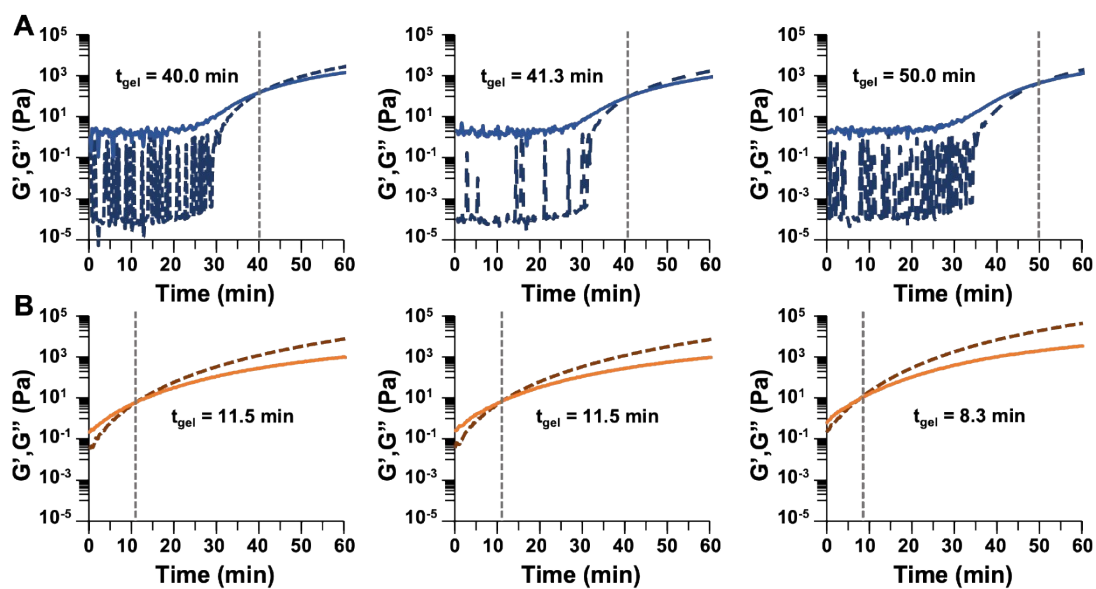 A
10⁵
10³
10¹
10⁻¹
10⁻³
10⁻⁵
G',G'' (Pa)
t_gel = 40.0 min
0 10 20 30 40 50 60
Time (min)
10⁵
10³
10¹
10⁻¹
10⁻³
10⁻⁵
G',G'' (Pa)
t_gel = 41.3 min
0 10 20 30 40 50 60
Time (min)
10⁵
10³
10¹
10⁻¹
10⁻³
10⁻⁵
G',G'' (Pa)
t_gel = 50.0 min
0 10 20 30 40 50 60
Time (min)
B
10⁵
10³
10¹
10⁻¹
10⁻³
10⁻⁵
G',G'' (Pa)
t_gel = 11.5 min
0 10 20 30 40 50 60
Time (min)
10⁵
10³
10¹
10⁻¹
10⁻³
10⁻⁵
G',G'' (Pa)
t_gel = 11.5 min
0 10 20 30 40 50 60
Time (min)
10⁵
10³
10¹
10⁻¹
10⁻³
10⁻⁵
G',G'' (Pa)
t_gel = 8.3 min
0 10 20 30 40 50 60
Time (min)